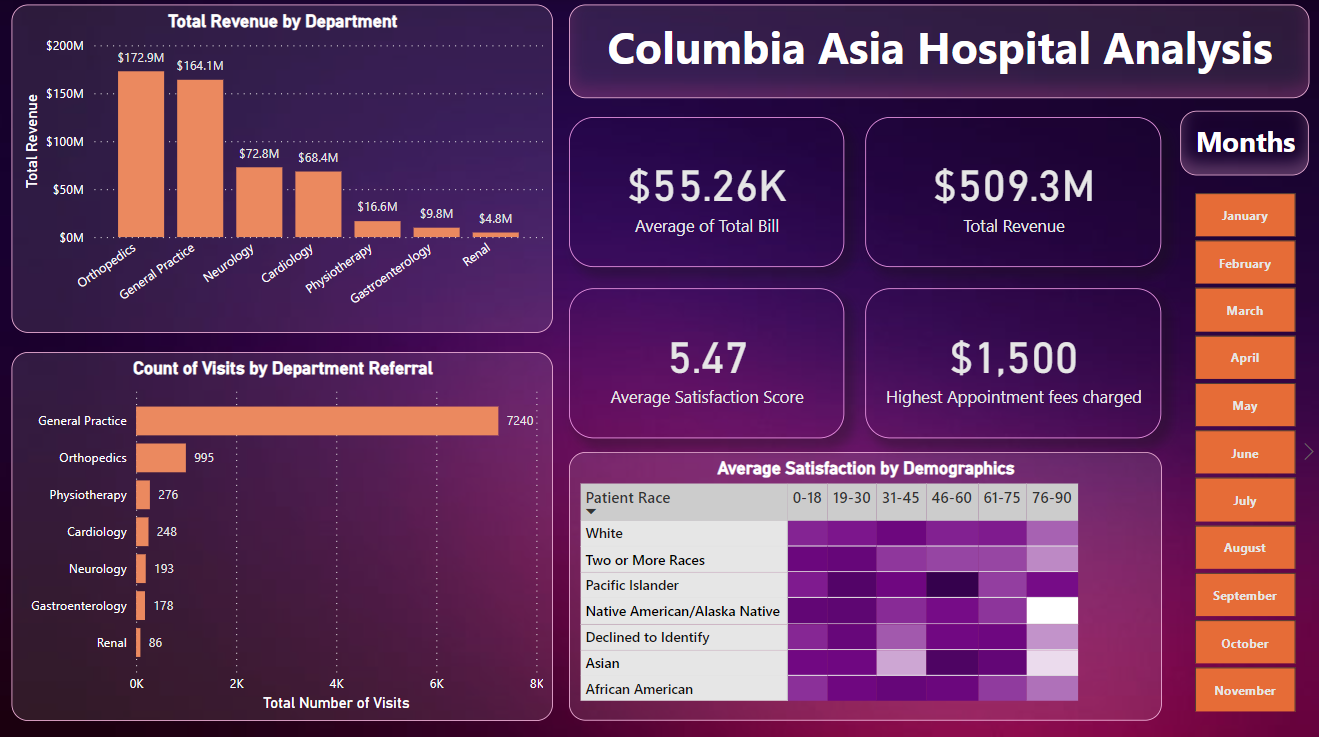 Total Revenue by Department
Total Revenue
$200M
$150M
$100M
$50M
$0M
$172.9M
$164.1M
$72.8M
$68.4M
$16.6M
$9.8M
$4.8M
Orthopedics
General Practice
Neurology
Cardiology
Physiotherapy
Gastroenterology
Renal
Count of Visits by Department Referral
General Practice 7240
Orthopedics 995
Physiotherapy 276
Cardiology 248
Neurology 193
Gastroenterology 178
Renal 86
0K 2K 4K 6K 8K
Total Number of Visits
Columbia Asia Hospital Analysis
$55.26K
Average of Total Bill
$509.3M
Total Revenue
5.47
Average Satisfaction Score
$1,500
Highest Appointment fees charged
Average Satisfaction by Demographics
Patient Race 0-18 19-30 31-45 46-60 61-75 76-90
White
Two or More Races
Pacific Islander
Native American/Alaska Native
Declined to Identify
Asian
African American
Months
January
February
March
April
May
June
July
August
September
October
November